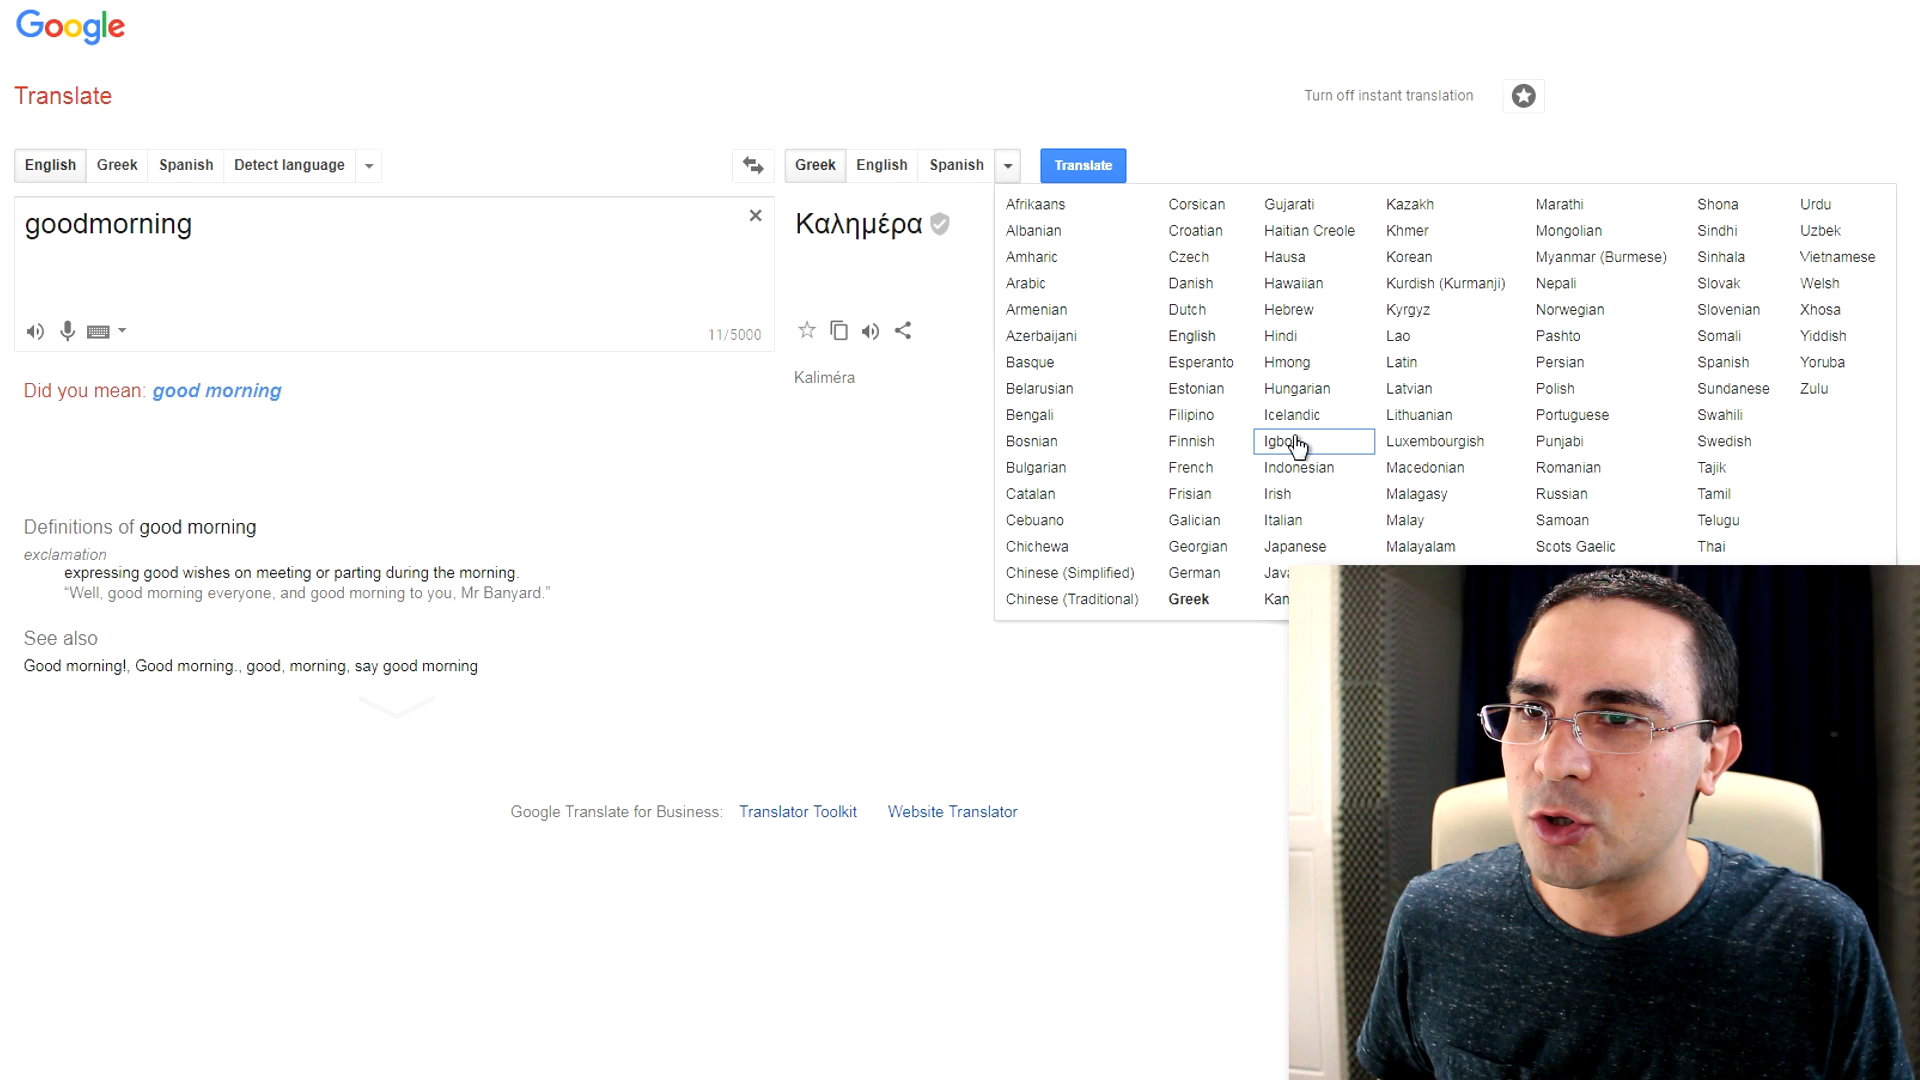 Google
Translate
Turn off instant translation
English Greek Spanish Detect language
Greek English Spanish Translate
goodmorning
11/5000
Καλημέρα
Kaliméra
Did you mean: good morning
Definitions of good morning
exclamation
expressing good wishes on meeting or parting during the morning.
“Well, good morning everyone, and good morning to you, Mr Banyard.”
See also
Good morning!, Good morning., good, morning, say good morning
Afrikaans Corsican Gujarati Kazakh Marathi Shona Urdu
Albanian Croatian Haitian Creole Khmer Mongolian Sindhi Uzbek
Amharic Czech Hausa Korean Myanmar (Burmese) Sinhala Vietnamese
Arabic Danish Hawaiian Kurdish (Kurmanji) Nepali Slovak Welsh
Armenian Dutch Hebrew Kyrgyz Norwegian Slovenian Xhosa
Azerbaijani English Hindi Lao Pashto Somali Yiddish
Basque Esperanto Hmong Latin Persian Spanish Yoruba
Belarusian Estonian Hungarian Latvian Polish Sundanese Zulu
Bengali Filipino Icelandic Lithuanian Portuguese Swahili
Bosnian Finnish Igbo Luxembourgish Punjabi Swedish
Bulgarian French Indonesian Macedonian Romanian Tajik
Catalan Frisian Irish Malagasy Russian Tamil
Cebuano Galician Italian Malay Samoan Telugu
Chichewa Georgian Japanese Malayalam Scots Gaelic Thai
Chinese (Simplified) German
Chinese (Traditional) Greek
Google Translate for Business: Translator Toolkit Website Translator